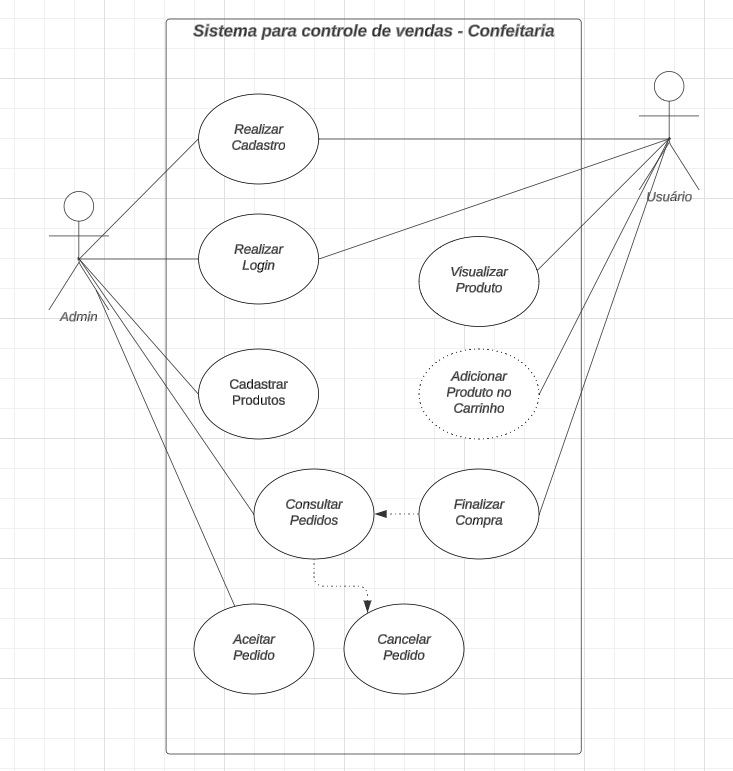 Sistema para controle de vendas - Confeitaria
Realizar
Cadastro
Usuário
Realizar
Login
Visualizar
Produto
Admin
Cadastrar
Produtos
Adicionar
Produto no
Carrinho
Consultar
Pedidos
Finalizar
Compra
Aceitar
Pedido
Cancelar
Pedido